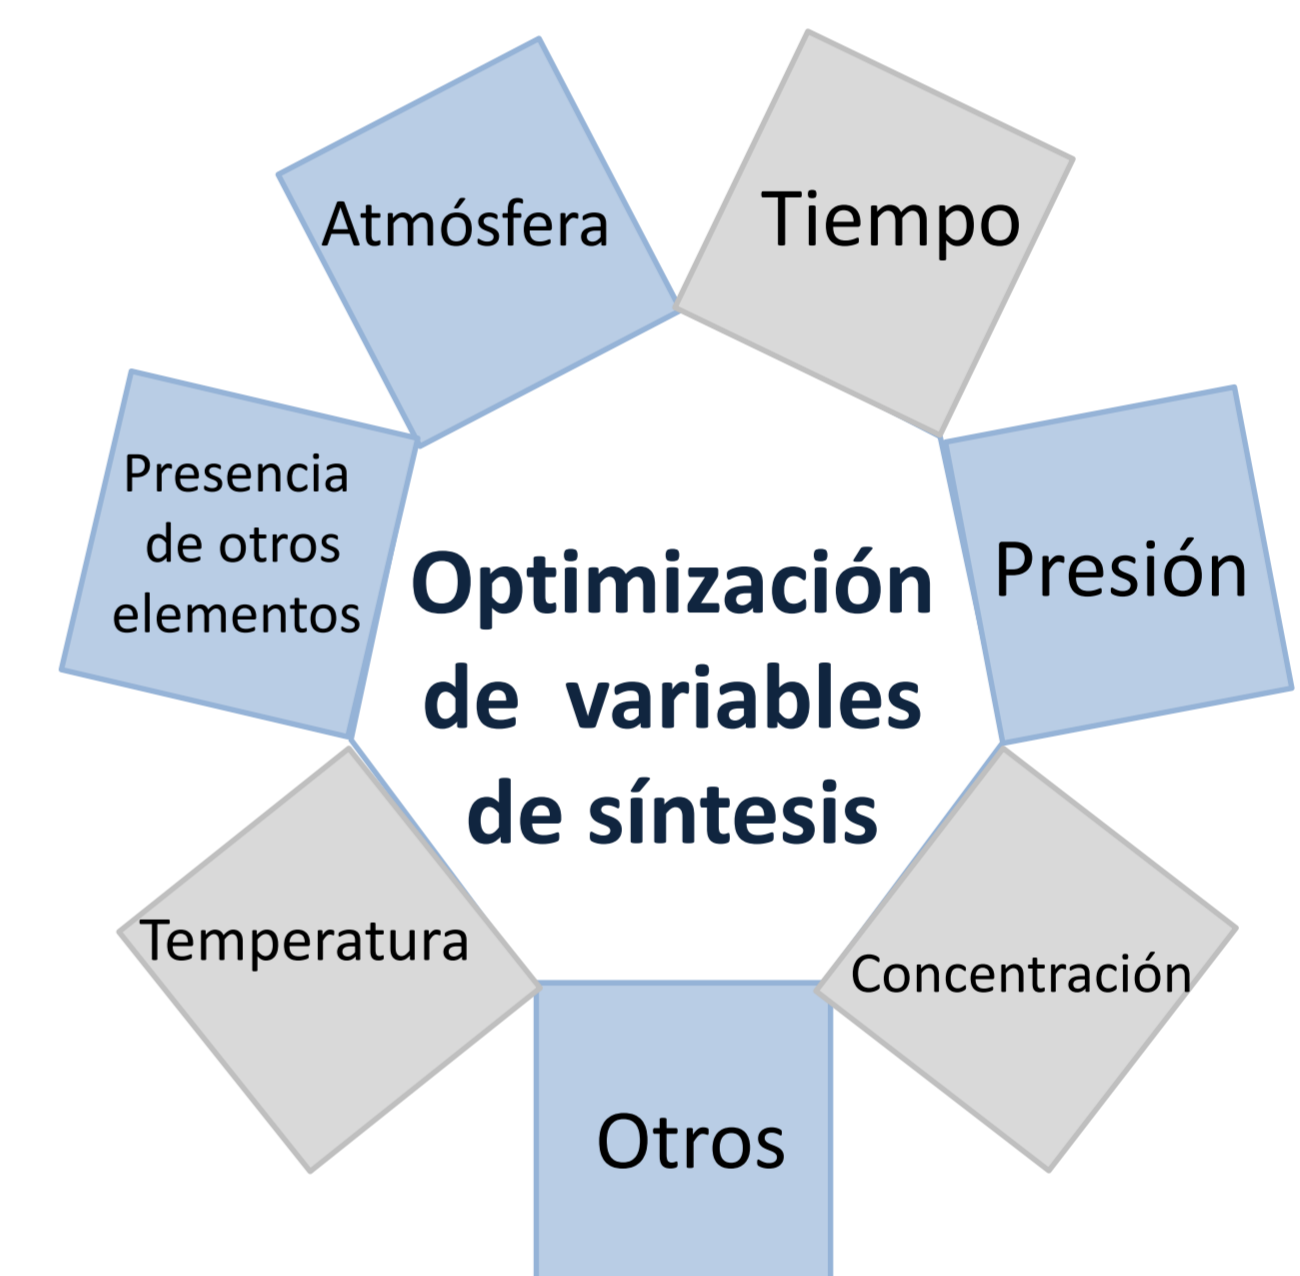 Atmósfera
Tiempo
Presencia
de otros
elementos
Presión
Optimización
de variables
de síntesis
Temperatura
Concentración
Otros